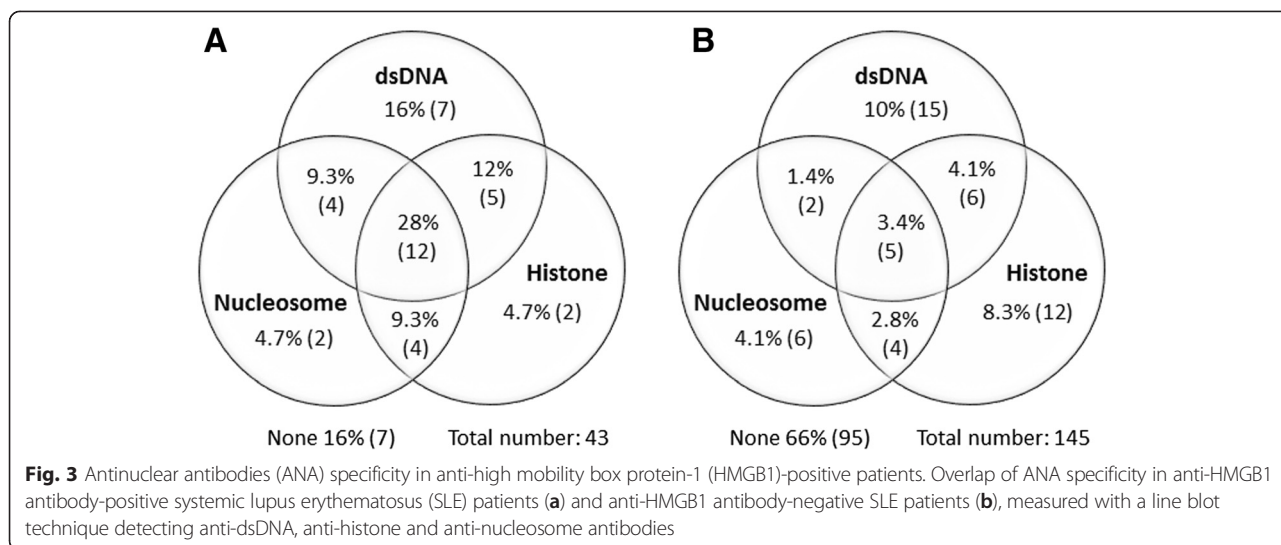 A
dsDNA
16% (7)
9.3%
(4)
12%
(5)
28%
(12)
Nucleosome
4.7% (2)
Histone
4.7% (2)
9.3%
(4)
None 16% (7) Total number: 43
B
dsDNA
10% (15)
1.4%
(2)
4.1%
(6)
3.4%
(5)
Nucleosome
4.1% (6)
Histone
8.3% (12)
2.8%
(4)
None 66% (95) Total number: 145
Fig. 3 Antinuclear antibodies (ANA) specificity in anti-high mobility box protein-1 (HMGB1)-positive patients. Overlap of ANA specificity in anti-HMGB1
antibody-positive systemic lupus erythematosus (SLE) patients (a) and anti-HMGB1 antibody-negative SLE patients (b), measured with a line blot
technique detecting anti-dsDNA, anti-histone and anti-nucleosome antibodies